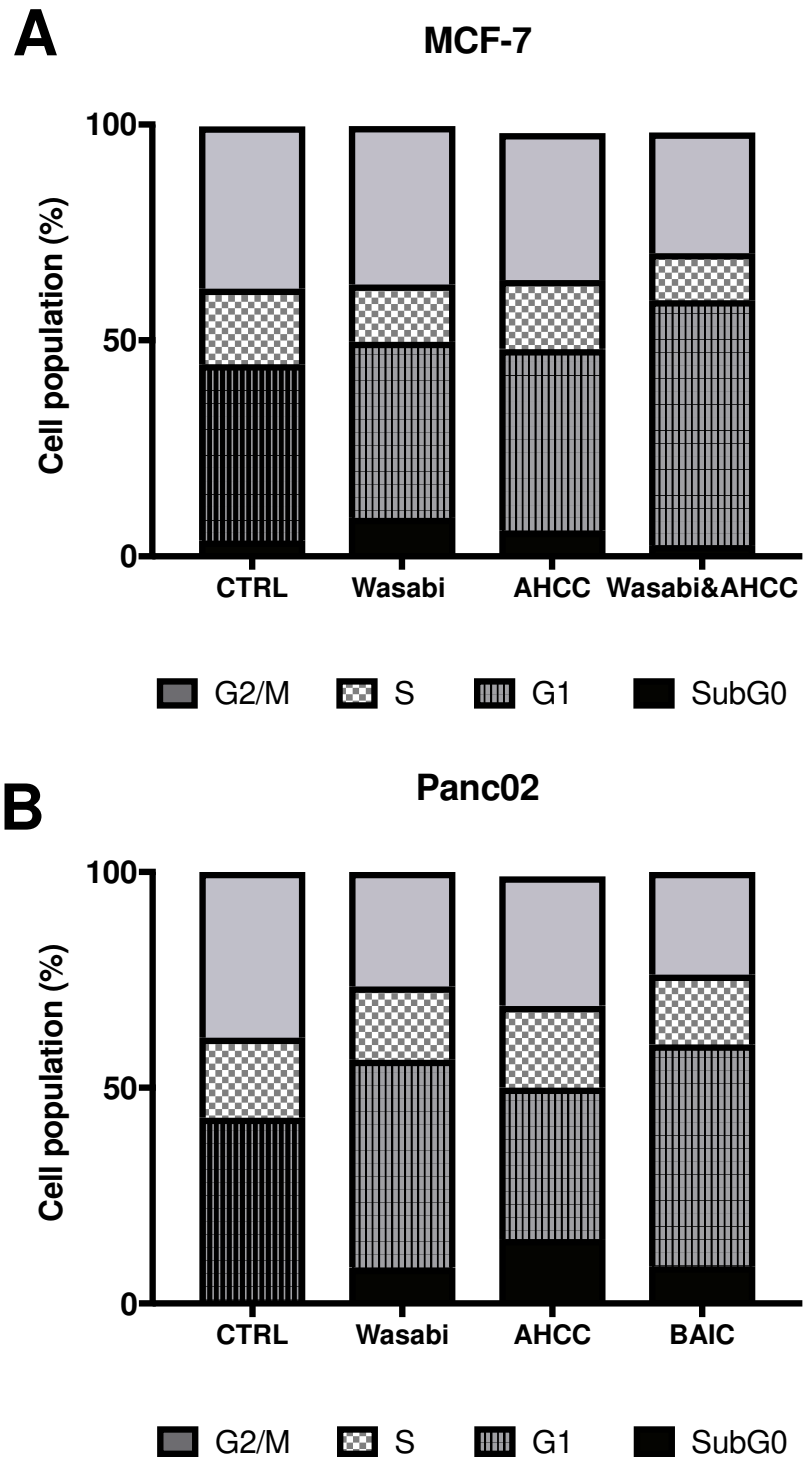 A
MCF-7
Cell population (%)
100
50
0
CTRL Wasabi AHCC Wasabi&AHCC
G2/M S G1 SubG0
B
Panc02
Cell population (%)
100
50
0
CTRL Wasabi AHCC BAIC
G2/M S G1 SubG0